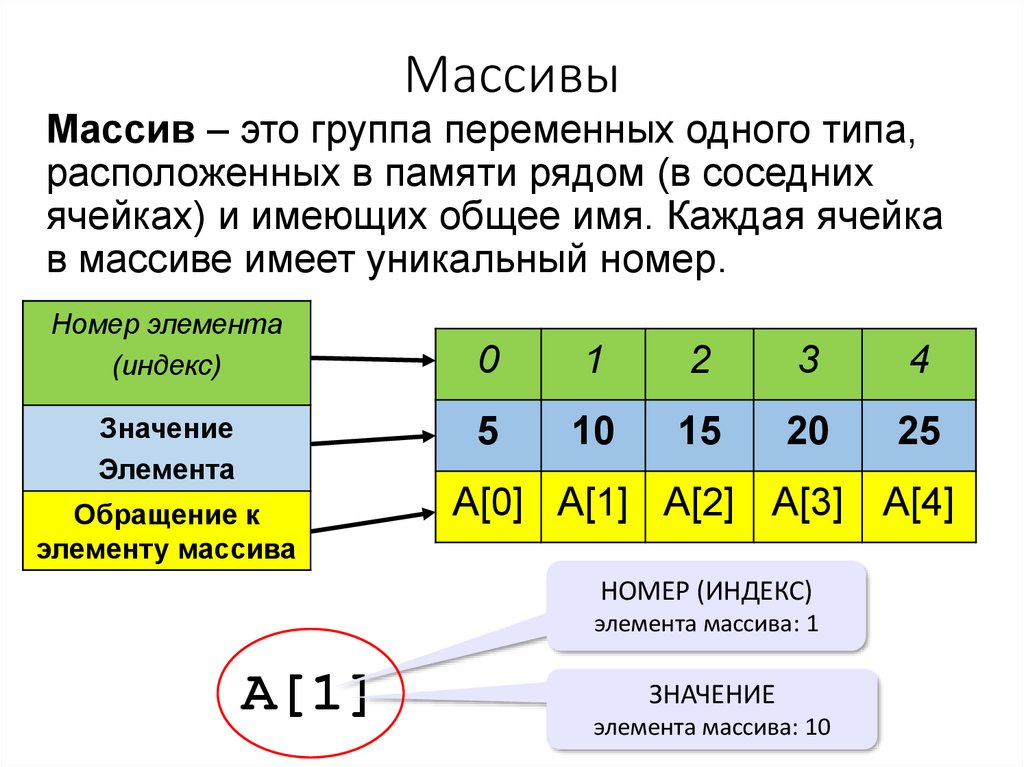 Массивы
Массив – это группа переменных одного типа,
расположенных в памяти рядом (в соседних
ячейках) и имеющих общее имя. Каждая ячейка
в массиве имеет уникальный номер.
Номер элемента
(индекс)
0 1 2 3 4
Значение
Элемента
5 10 15 20 25
Обращение к
элементу массива
A[0] A[1] A[2] A[3] A[4]
НОМЕР (ИНДЕКС)
элемента массива: 1
A[1]
ЗНАЧЕНИЕ
элемента массива: 10